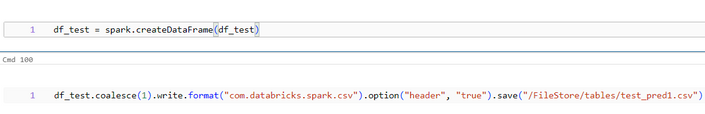 1 df_test = spark.createDataFrame(df_test)
Cmd 100
1 df_test.coalesce(1).write.format("com.databricks.spark.csv").option("header", "true").save("/FileStore/tables/test_pred1.csv")